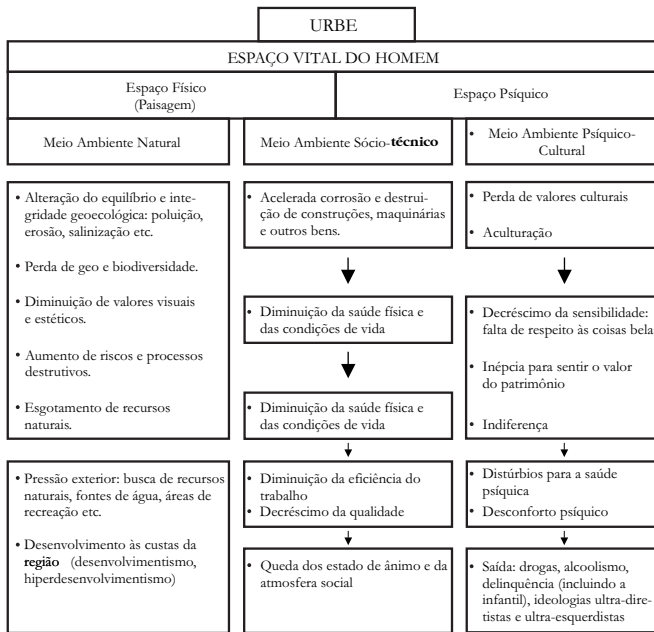 URBE
ESPAÇO VITAL DO HOMEM
Espaço Físico
(Paisagem)
Espaço Psíquico
Meio Ambiente Natural
Meio Ambiente Sócio-técnico
• Meio Ambiente Psíquico-
Cultural
• Alteração do equilíbrio e inte-
gridade geoecológica: poluição,
erosão, salinização etc.
• Perda de geo e biodiversidade.
• Diminuição de valores visuais
e estéticos.
• Aumento de riscos e processos
destrutivos.
• Esgotamento de recursos
naturais.
• Pressão exterior: busca de recursos
naturais, fontes de água, áreas de
recreação etc.
• Desenvolvimento às custas da
região (desenvolvimentismo,
hiperdesenvolvimentismo)
• Acelerada corrosão e destrui-
ção de construções, maquinárias
e outros bens.
• Diminuição da saúde física e
das condições de vida
• Diminuição da saúde física e
das condições de vida
• Diminuição da eficiência do
trabalho
• Decréscimo da qualidade
• Queda dos estado de ânimo e da
atmosfera social
• Perda de valores culturais
• Aculturação
• Decréscimo da sensibilidade:
falta de respeito às coisas bela
• Inépcia para sentir o valor
do patrimônio
• Indiferença
• Distúrbios para a saúde
psíquica
• Desconforto psíquico
• Saída: drogas, alcoolismo,
delinquência (incluindo a
infantil), ideologias ultra-dire-
tistas e ultra-esquerdistas